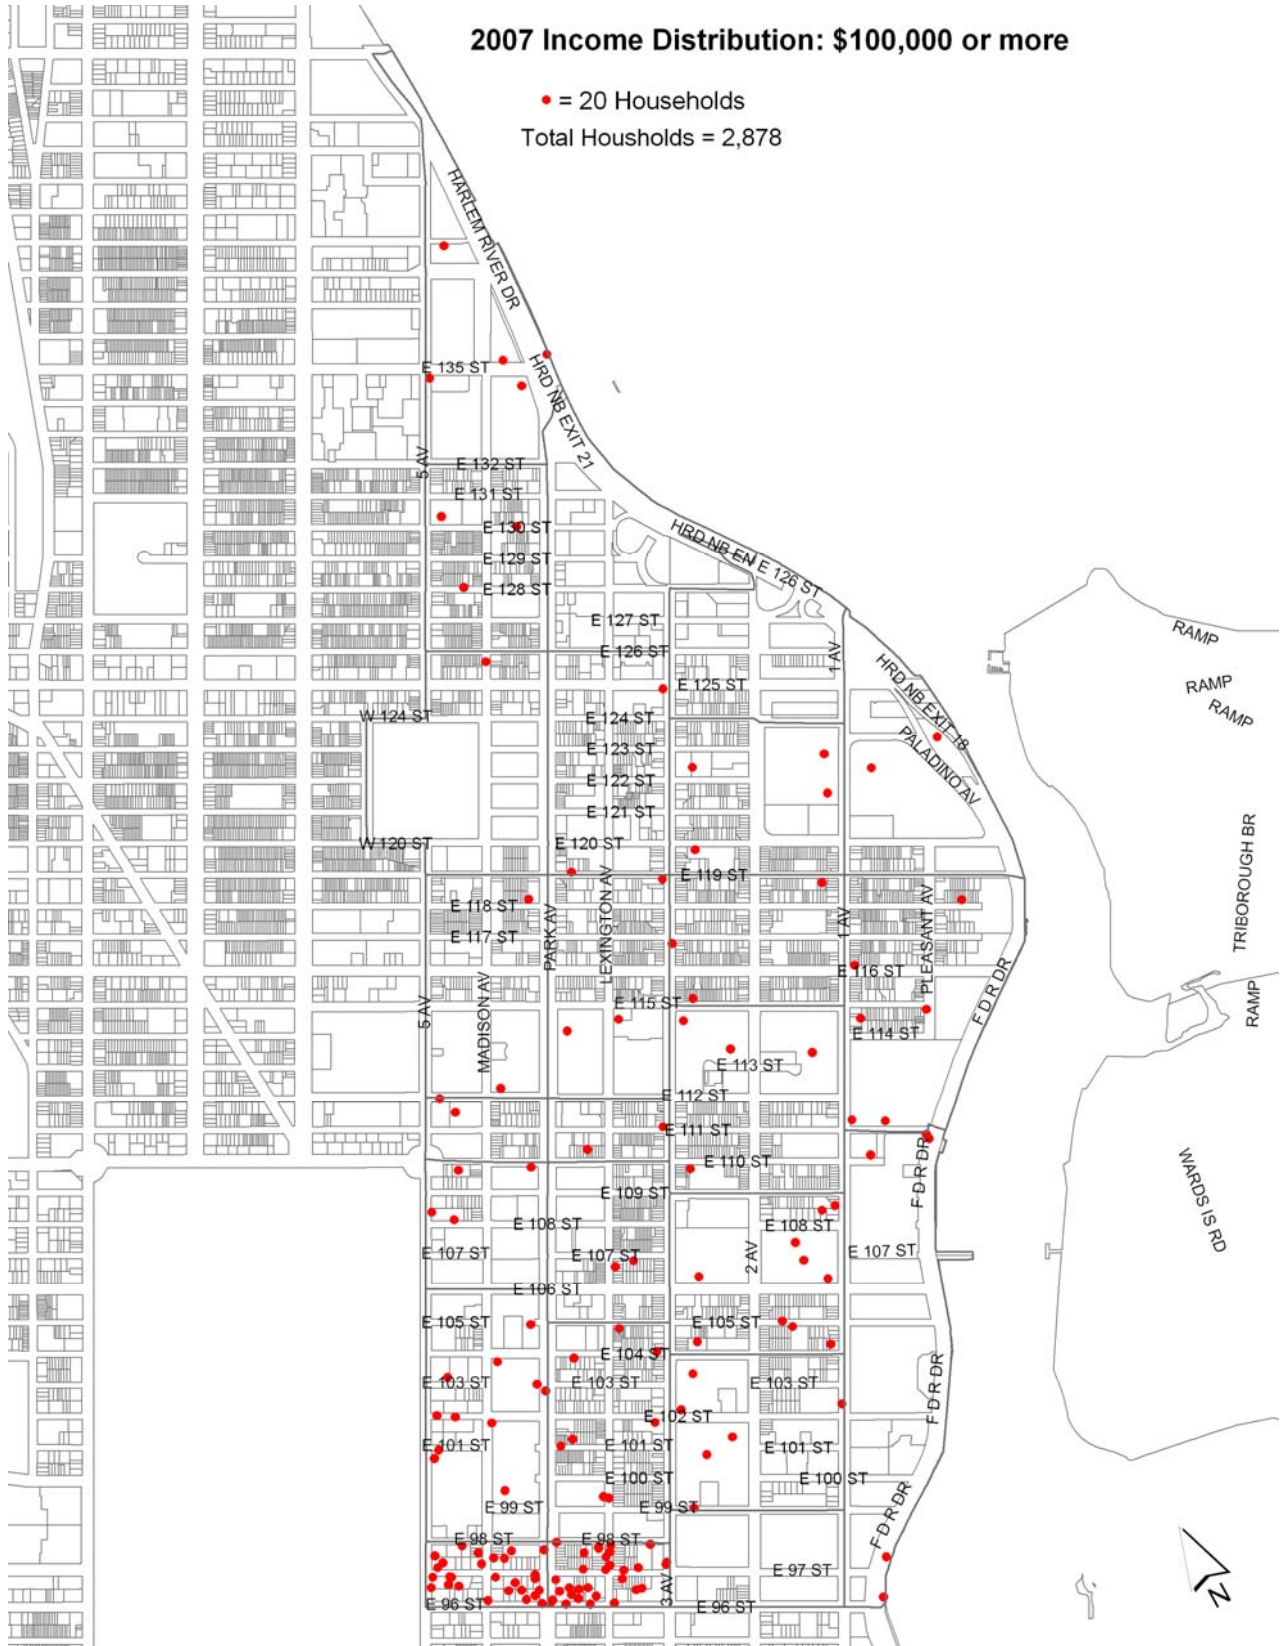 2007 Income Distribution: $100,000 or more
= 20 Households
Total Housholds = 2,878
HARLEM RIVER DR
E 135 ST
HRD NB EXIT 21
5 AV
E 132 ST
E 131 ST
E 130 ST
HRD NB EN E 126 ST
E 129 ST
E 128 ST
E 127 ST
RAMP
E 126 ST
1 AV
E 125 ST
HRD NB EXIT 18
RAMP
RAMP
W 124 ST
E 124 ST
E 123 ST
PALADINO AV
E 122 ST
E 121 ST
W 120 ST
E 120 ST
TRIBOROUGH BR
E 119 ST
E 118 ST
PARK AV
LEXINGTON AV
1 AV
PLEASANT AV
E 117 ST
E 116 ST
F D R DR
5 AV
MADISON AV
E 115 ST
RAMP
E 114 ST
E 113 ST
E 112 ST
E 111 ST
E 110 ST
F D R DR
WARDS IS RD
E 109 ST
E 108 ST
E 108 ST
E 107 ST
E 107 ST
2 AV
E 107 ST
E 106 ST
E 105 ST
E 105 ST
E 104 ST
E 103 ST
E 103 ST
E 103 ST
F D R DR
E 102 ST
E 101 ST
E 101 ST
E 101 ST
E 100 ST
E 100 ST
E 99 ST
E 99 ST
F D R DR
E 98 ST
E 98 ST
E 97 ST
3 AV
E 96 ST
E 96 ST
N